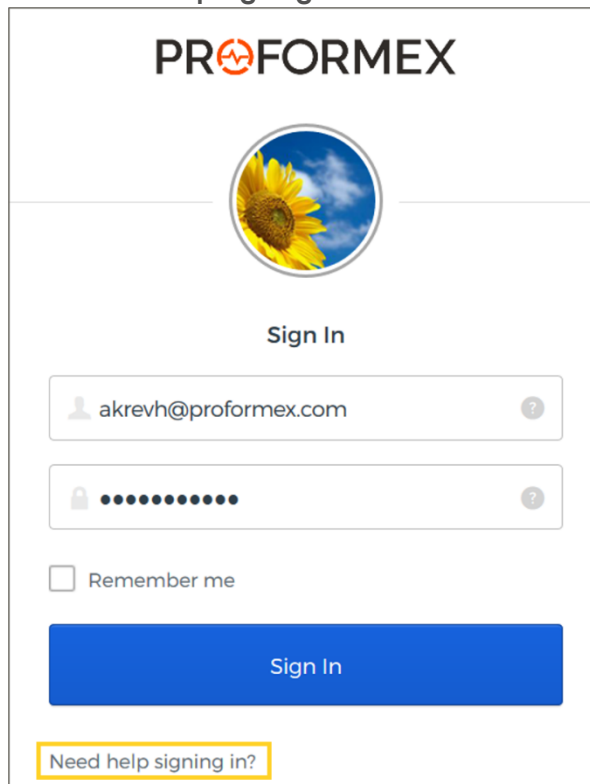 PROFORMEX
Sign In
akrevh@proformex.com
?
•••••••••••
?
Remember me
Sign In
Need help signing in?